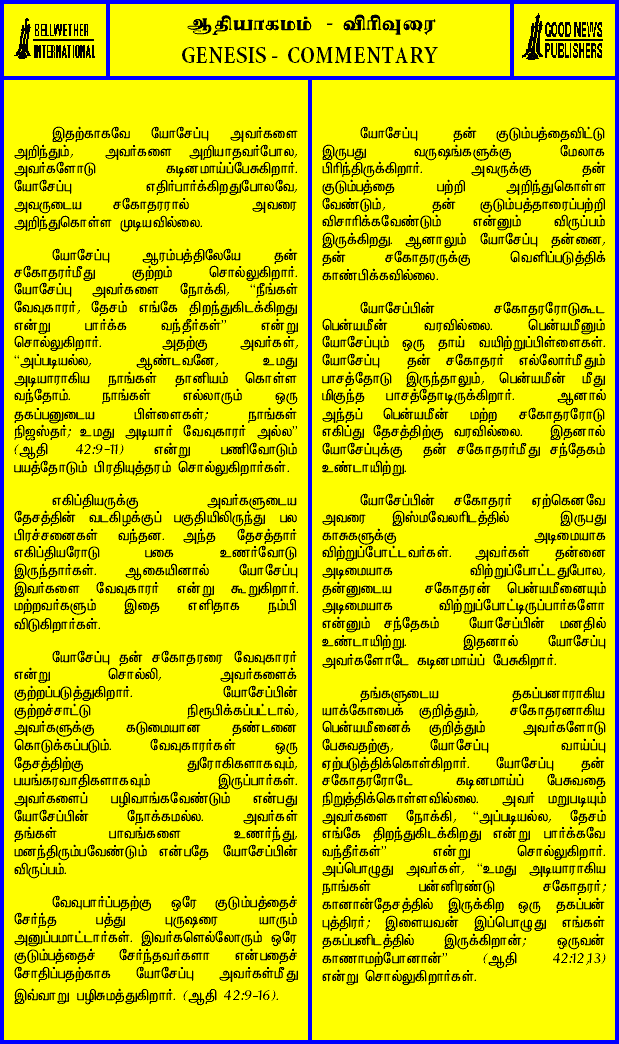 BELLWETHER
INTERNATIONAL
ஆதியாகமம் - விரிவுரை
GENESIS - COMMENTARY
GOOD NEWS
PUBLISHERS
இதற்காகவே யோசேப்பு அவர்களை
அறிந்தும், அவர்களை அறியாதவர்போல,
அவர்களோடு கடினமாய்ப்பேசுகிறார்.
யோசேப்பு எதிர்பார்க்கிறதுபோலவே,
அவருடைய சகோதரரால் அவரை
அறிந்துகொள்ள முடியவில்லை.
யோசேப்பு ஆரம்பத்திலேயே தன்
சகோதரர்மீது குற்றம் சொல்லுகிறார்.
யோசேப்பு அவர்களை நோக்கி, “நீங்கள்
வேவுகாரர், தேசம் எங்கே திறந்துகிடக்கிறது
என்று பார்க்க வந்தீர்கள்” என்று
சொல்லுகிறார். அதற்கு அவர்கள்,
“அப்படியல்ல, ஆண்டவனே, உமது
அடியாராகிய நாங்கள் தானியம் கொள்ள
வந்தோம். நாங்கள் எல்லாரும் ஒரு
தகப்பனுடைய பிள்ளைகள்; நாங்கள்
நிஜஸ்தர்; உமது அடியார் வேவுகாரர் அல்ல”
(ஆதி 42:9-11) என்று பணிவோடும்
பயத்தோடும் பிரதியுத்தரம் சொல்லுகிறார்கள்.
எகிப்தியருக்கு அவர்களுடைய
தேசத்தின் வடகிழக்குப் பகுதியிலிருந்து பல
பிரச்சனைகள் வந்தன. அந்த தேசத்தார்
எகிப்தியரோடு பகை உணர்வோடு
இருந்தார்கள். ஆகையினால் யோசேப்பு
இவர்களை வேவுகாரர் என்று கூறுகிறார்.
மற்றவர்களும் இதை எளிதாக நம்பி
விடுகிறார்கள்.
யோசேப்பு தன் சகோதரரை வேவுகாரர்
என்று சொல்லி, அவர்களைக்
குற்றப்படுத்துகிறார். யோசேப்பின்
குற்றச்சாட்டு நிரூபிக்கப்பட்டால்,
அவர்களுக்கு கடுமையான தண்டனை
கொடுக்கப்படும். வேவுகாரர்கள் ஒரு
தேசத்திற்கு துரோகிகளாகவும்,
பயங்கரவாதிகளாகவும் இருப்பார்கள்.
அவர்களைப் பழிவாங்கவேண்டும் என்பது
யோசேப்பின் நோக்கமல்ல. அவர்கள்
தங்கள் பாவங்களை உணர்ந்து,
மனந்திரும்பவேண்டும் என்பதே யோசேப்பின்
விருப்பம்.
வேவுபார்ப்பதற்கு ஒரே குடும்பத்தைச்
சேர்ந்த பத்து புருஷரை யாரும்
அனுப்பமாட்டார்கள். இவர்களெல்லோரும் ஒரே
குடும்பத்தைச் சேர்ந்தவர்களா என்பதைச்
சோதிப்பதற்காக யோசேப்பு அவர்கள்மீது
இவ்வாறு பழிசுமத்துகிறார். (ஆதி 42:9-16).
யோசேப்பு தன் குடும்பத்தைவிட்டு
இருபது வருஷங்களுக்கு மேலாக
பிரிந்திருக்கிறார். அவருக்கு தன்
குடும்பத்தை பற்றி அறிந்துகொள்ள
வேண்டும், தன் குடும்பத்தாரைப்பற்றி
விசாரிக்கவேண்டும் என்னும் விருப்பம்
இருக்கிறது. ஆனாலும் யோசேப்பு தன்னை,
தன் சகோதரருக்கு வெளிப்படுத்திக்
காண்பிக்கவில்லை.
யோசேப்பின் சகோதரரோடுகூட
பென்யமீன் வரவில்லை. பென்யமீனும்
யோசேப்பும் ஒரு தாய் வயிற்றுப்பிள்ளைகள்.
யோசேப்பு தன் சகோதரர் எல்லோர்மீதும்
பாசத்தோடு இருந்தாலும், பென்யமீன் மீது
மிகுந்த பாசத்தோடிருக்கிறார். ஆனால்
அந்தப் பென்யமீன் மற்ற சகோதரரோடு
எகிப்து தேசத்திற்கு வரவில்லை. இதனால்
யோசேப்புக்கு தன் சகோதரர்மீது சந்தேகம்
உண்டாயிற்று.
யோசேப்பின் சகோதரர் ஏற்கெனவே
அவரை இஸ்மவேலரிடத்தில் இருபது
காசுகளுக்கு அடிமையாக
விற்றுப்போட்டவர்கள். அவர்கள் தன்னை
அடிமையாக விற்றுப்போட்டதுபோல,
தன்னுடைய சகோதரன் பென்யமீனையும்
அடிமையாக விற்றுப்போட்டிருப்பார்களோ
என்னும் சந்தேகம் யோசேப்பின் மனதில்
உண்டாயிற்று. இதனால் யோசேப்பு
அவர்களோடே கடினமாய்ப் பேசுகிறார்.
தங்களுடைய தகப்பனாராகிய
யாக்கோபைக் குறித்தும், சகோதரனாகிய
பென்யமீனைக் குறித்தும் அவர்களோடு
பேசுவதற்கு, யோசேப்பு வாய்ப்பு
ஏற்படுத்திக்கொள்கிறார். யோசேப்பு தன்
சகோதரரோடே கடினமாய்ப் பேசுவதை
நிறுத்திக்கொள்ளவில்லை. அவர் மறுபடியும்
அவர்களை நோக்கி, “அப்படியல்ல, தேசம்
எங்கே திறந்துகிடக்கிறது என்று பார்க்கவே
வந்தீர்கள்” என்று சொல்லுகிறார்.
அப்பொழுது அவர்கள், “உமது அடியாராகிய
நாங்கள் பன்னிரண்டு சகோதரர்;
கானான்தேசத்தில் இருக்கிற ஒரு தகப்பன்
புத்திரர்; இளையவன் இப்பொழுது எங்கள்
தகப்பனிடத்தில் இருக்கிறான்; ஒருவன்
காணாமற்போனான்” (ஆதி 42:12,13)
என்று சொல்லுகிறார்கள்.